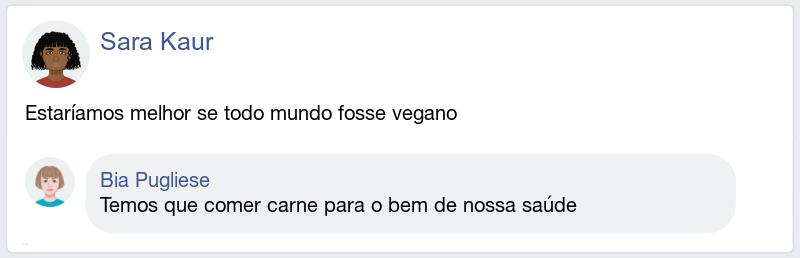 Sara Kaur
Estaríamos melhor se todo mundo fosse vegano
Bia Pugliese
Temos que comer carne para o bem de nossa saúde